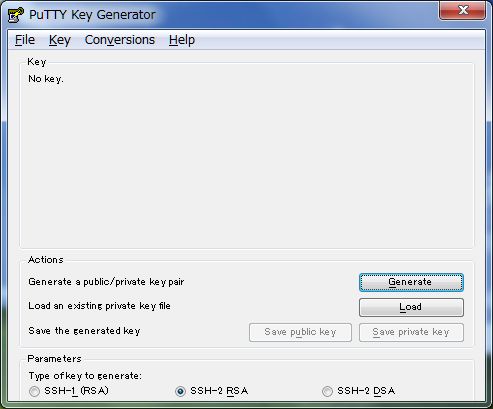 PuTTY Key Generator
File Key Conversions Help
Key
No key.
Actions
Generate a public/private key pair Generate
Load an existing private key file Load
Save the generated key Save public key Save private key
Parameters
Type of key to generate:
SSH-1 (RSA) SSH-2 RSA SSH-2 DSA